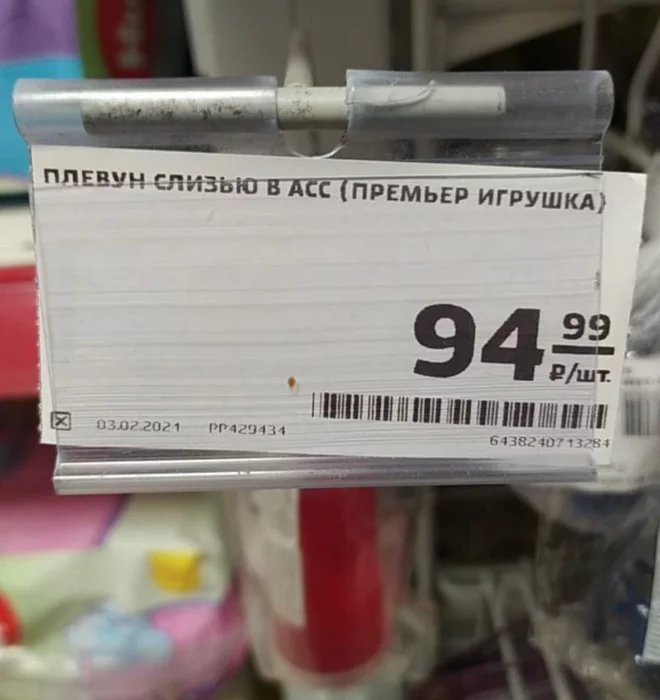 ПЛЕВУН СЛИЗЬЮ В АСС (ПРЕМЬЕР ИГРУШКА)
94 99
₽/шт.
03.02.2021 РР429434
6438240713284